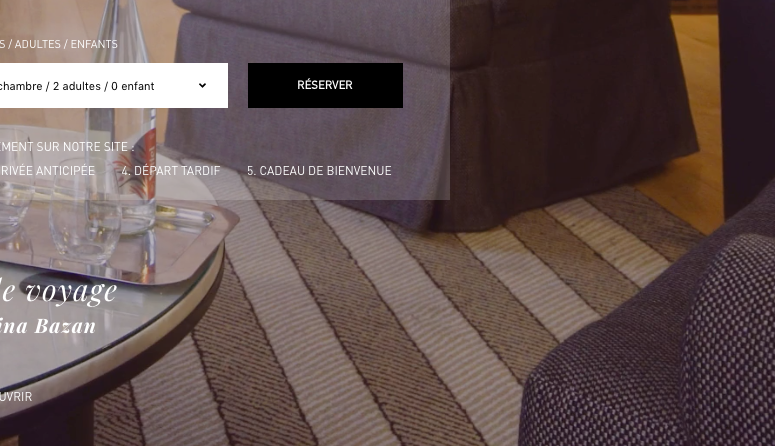 S / ADULTES / ENFANTS
chambre / 2 adultes / 0 enfant
RÉSERVER
MENT SUR NOTRE SITE :
RIVÉE ANTICIPÉE 4. DÉPART TARDIF 5. CADEAU DE BIENVENUE
le voyage
ina Bazan
UVRIR